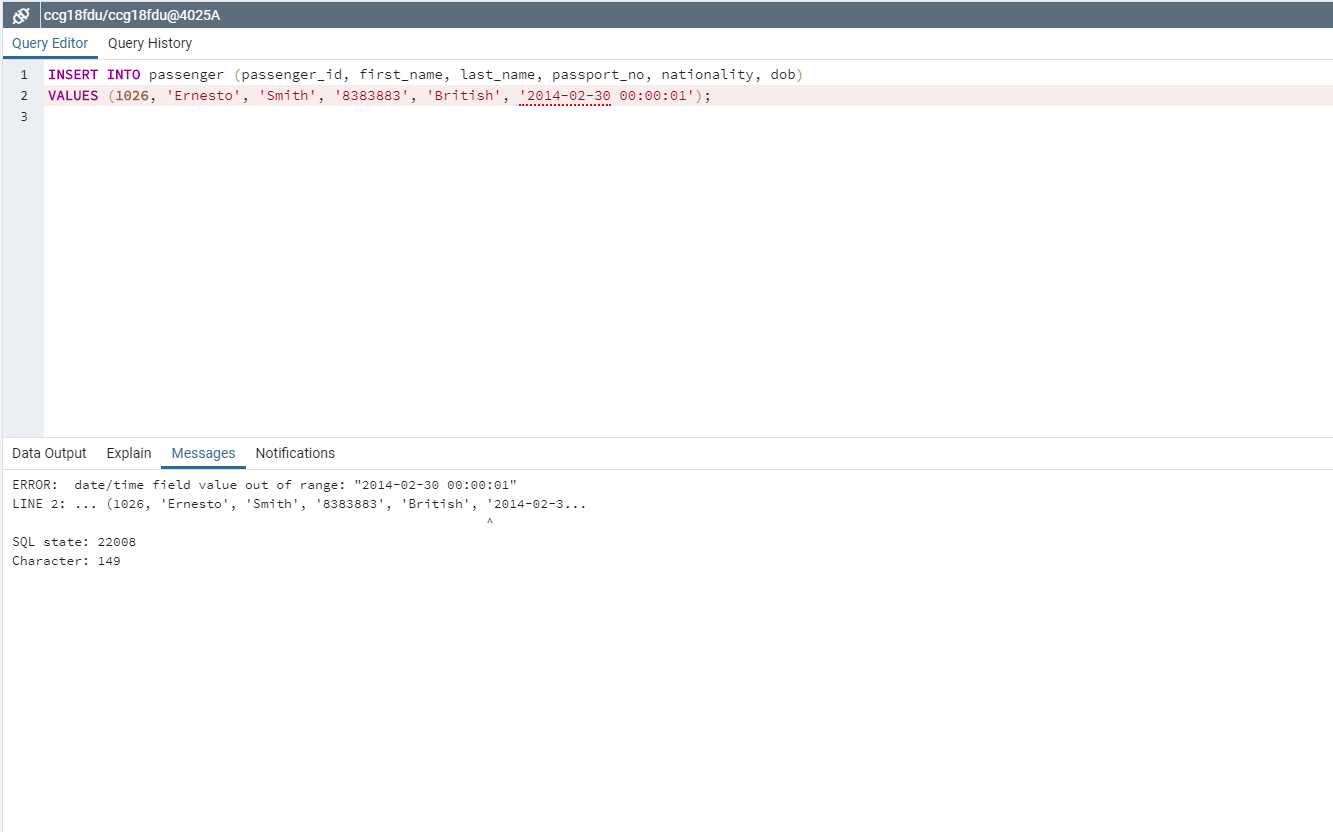 ccg18fdu/ccg18fdu@4025A
Query Editor Query History
1 INSERT INTO passenger (passenger_id, first_name, last_name, passport_no, nationality, dob)
2 VALUES (1026, 'Ernesto', 'Smith', '8383883', 'British', '2014-02-30 00:00:01');
3
Data Output Explain Messages Notifications
ERROR:  date/time field value out of range: "2014-02-30 00:00:01"
LINE 2: ... (1026, 'Ernesto', 'Smith', '8383883', 'British', '2014-02-3...
^
SQL state: 22008
Character: 149